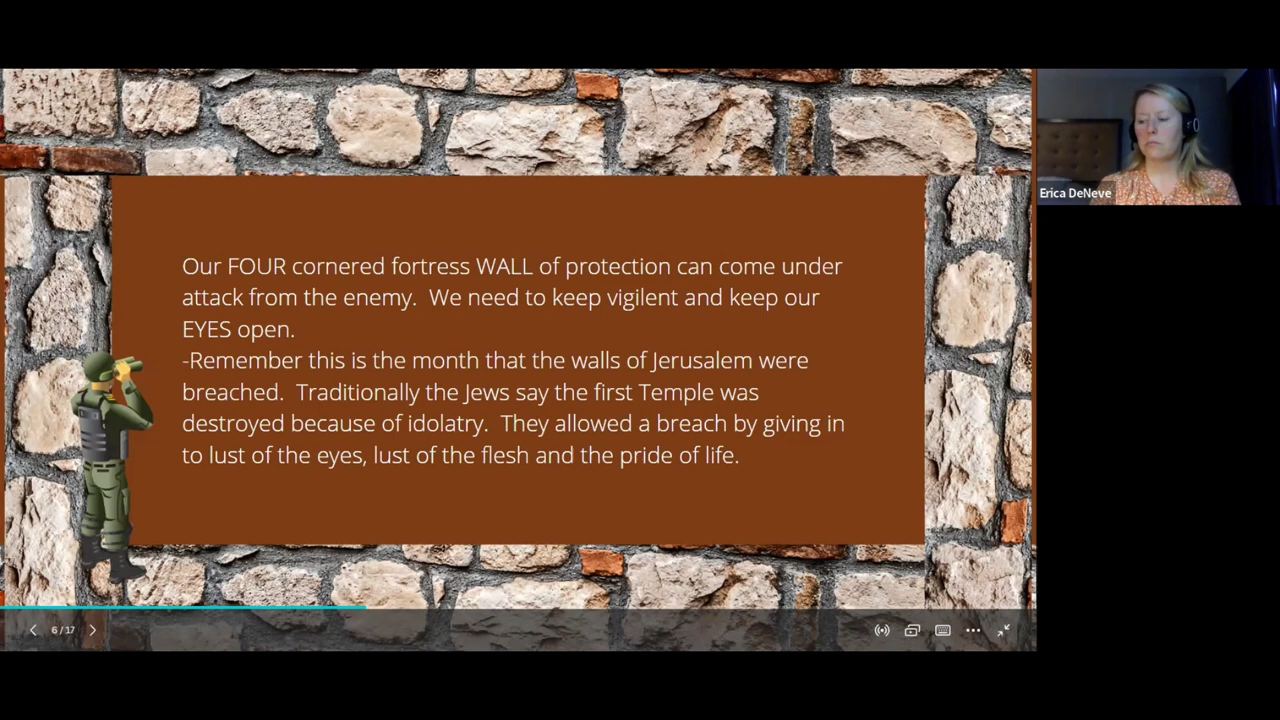 Our FOUR cornered fortress WALL of protection can come under
attack from the enemy.  We need to keep vigilent and keep our
EYES open.
-Remember this is the month that the walls of Jerusalem were
breached.  Traditionally the Jews say the first Temple was
destroyed because of idolatry.  They allowed a breach by giving in
to lust of the eyes, lust of the flesh and the pride of life.
Erica DeNeve
6 / 17